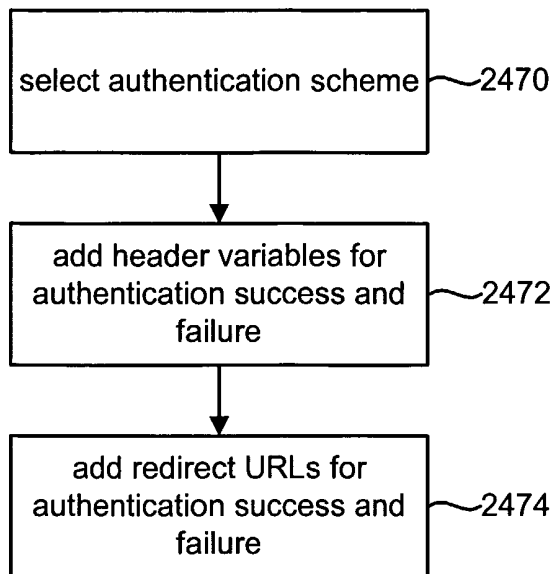 select authentication scheme 2470
add header variables for
authentication success and 2472
failure
add redirect URLs for
authentication success and 2474
failure